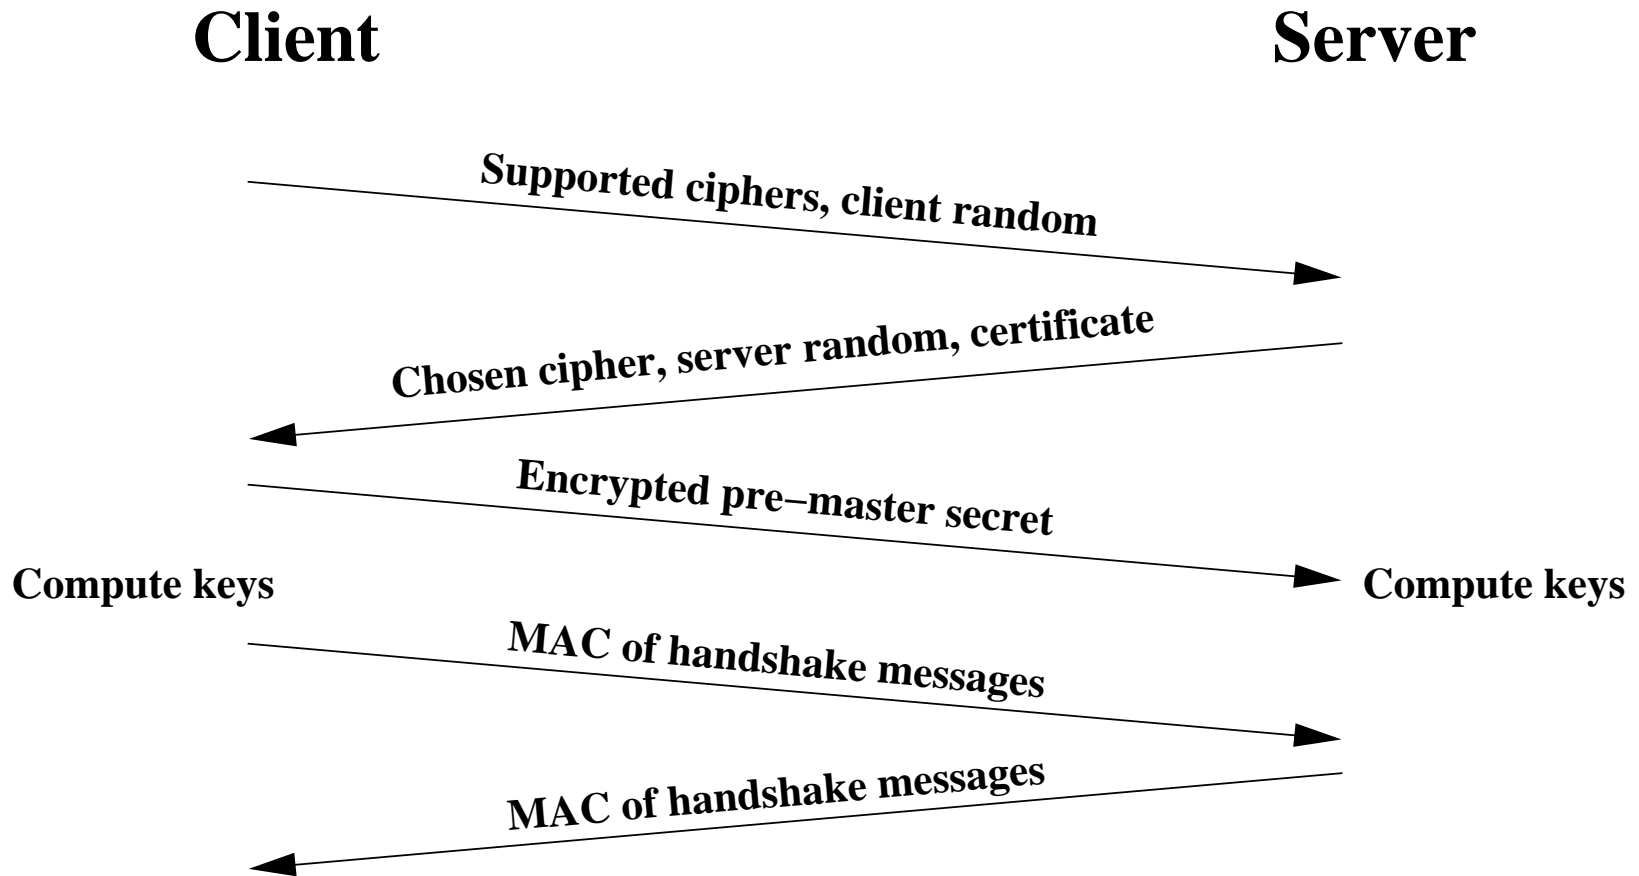 Client
Server
Supported ciphers, client random
Chosen cipher, server random, certificate
Encrypted pre−master secret
Compute keys
Compute keys
MAC of handshake messages
MAC of handshake messages